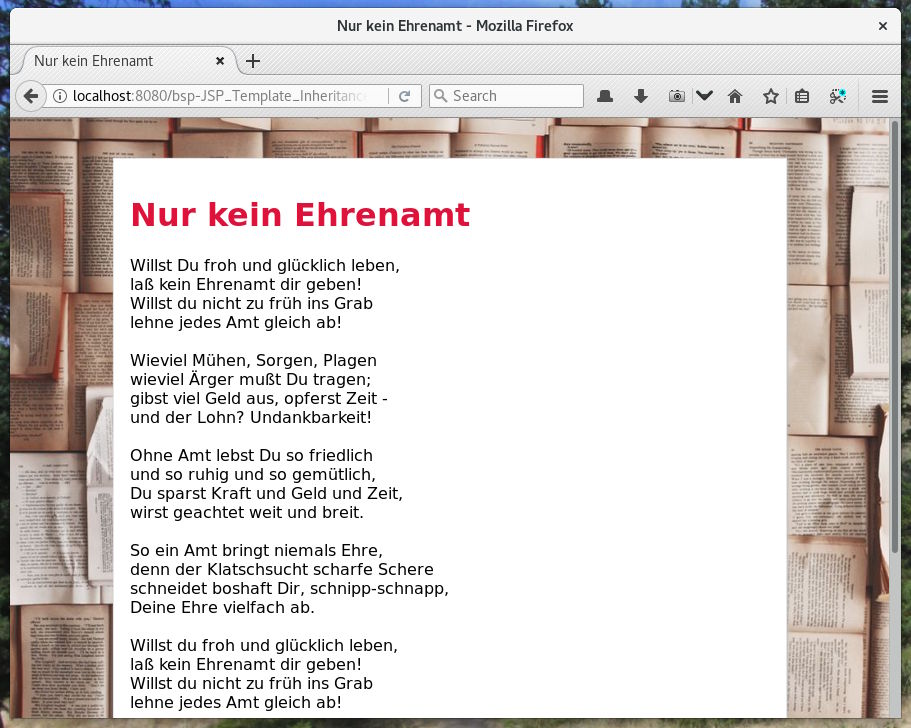 Nur kein Ehrenamt - Mozilla Firefox
Nur kein Ehrenamt
localhost:8080/bsp-JSP_Template_Inheritance
Search
Nur kein Ehrenamt
Willst Du froh und glücklich leben,
laß kein Ehrenamt dir geben!
Willst du nicht zu früh ins Grab
lehne jedes Amt gleich ab!
Wieviel Mühen, Sorgen, Plagen
wieviel Ärger mußt Du tragen;
gibst viel Geld aus, opferst Zeit -
und der Lohn? Undankbarkeit!
Ohne Amt lebst Du so friedlich
und so ruhig und so gemütlich,
Du sparst Kraft und Geld und Zeit,
wirst geachtet weit und breit.
So ein Amt bringt niemals Ehre,
denn der Klatschsucht scharfe Schere
schneidet boshaft Dir, schnipp-schnapp,
Deine Ehre vielfach ab.
Willst du froh und glücklich leben,
laß kein Ehrenamt dir geben!
Willst du nicht zu früh ins Grab
lehne jedes Amt gleich ab!